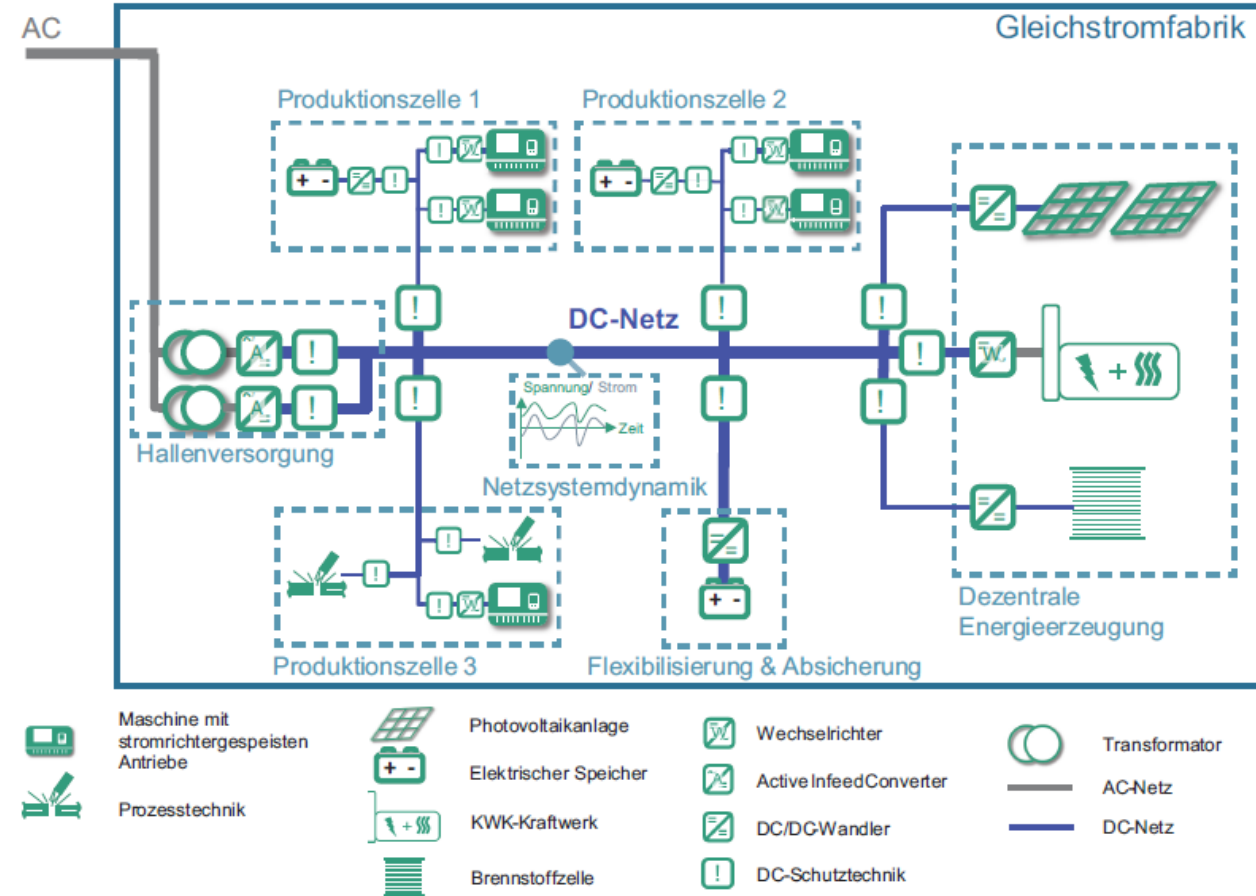 AC
Gleichstromfabrik
Produktionszelle 1
Produktionszelle 2
DC-Netz
Spannung/ Strom
Zeit
Hallenversorgung
Netzsystemdynamik
Produktionszelle 3
Flexibilisierung & Absicherung
Dezentrale
Energieerzeugung
Maschine mit
stromrichtergespeisten
Antriebe
Prozesstechnik
Photovoltaikanlage
Elektrischer Speicher
KWK-Kraftwerk
Brennstoffzelle
Wechselrichter
Active Infeed Converter
DC/DC-Wandler
DC-Schutztechnik
Transformator
AC-Netz
DC-Netz